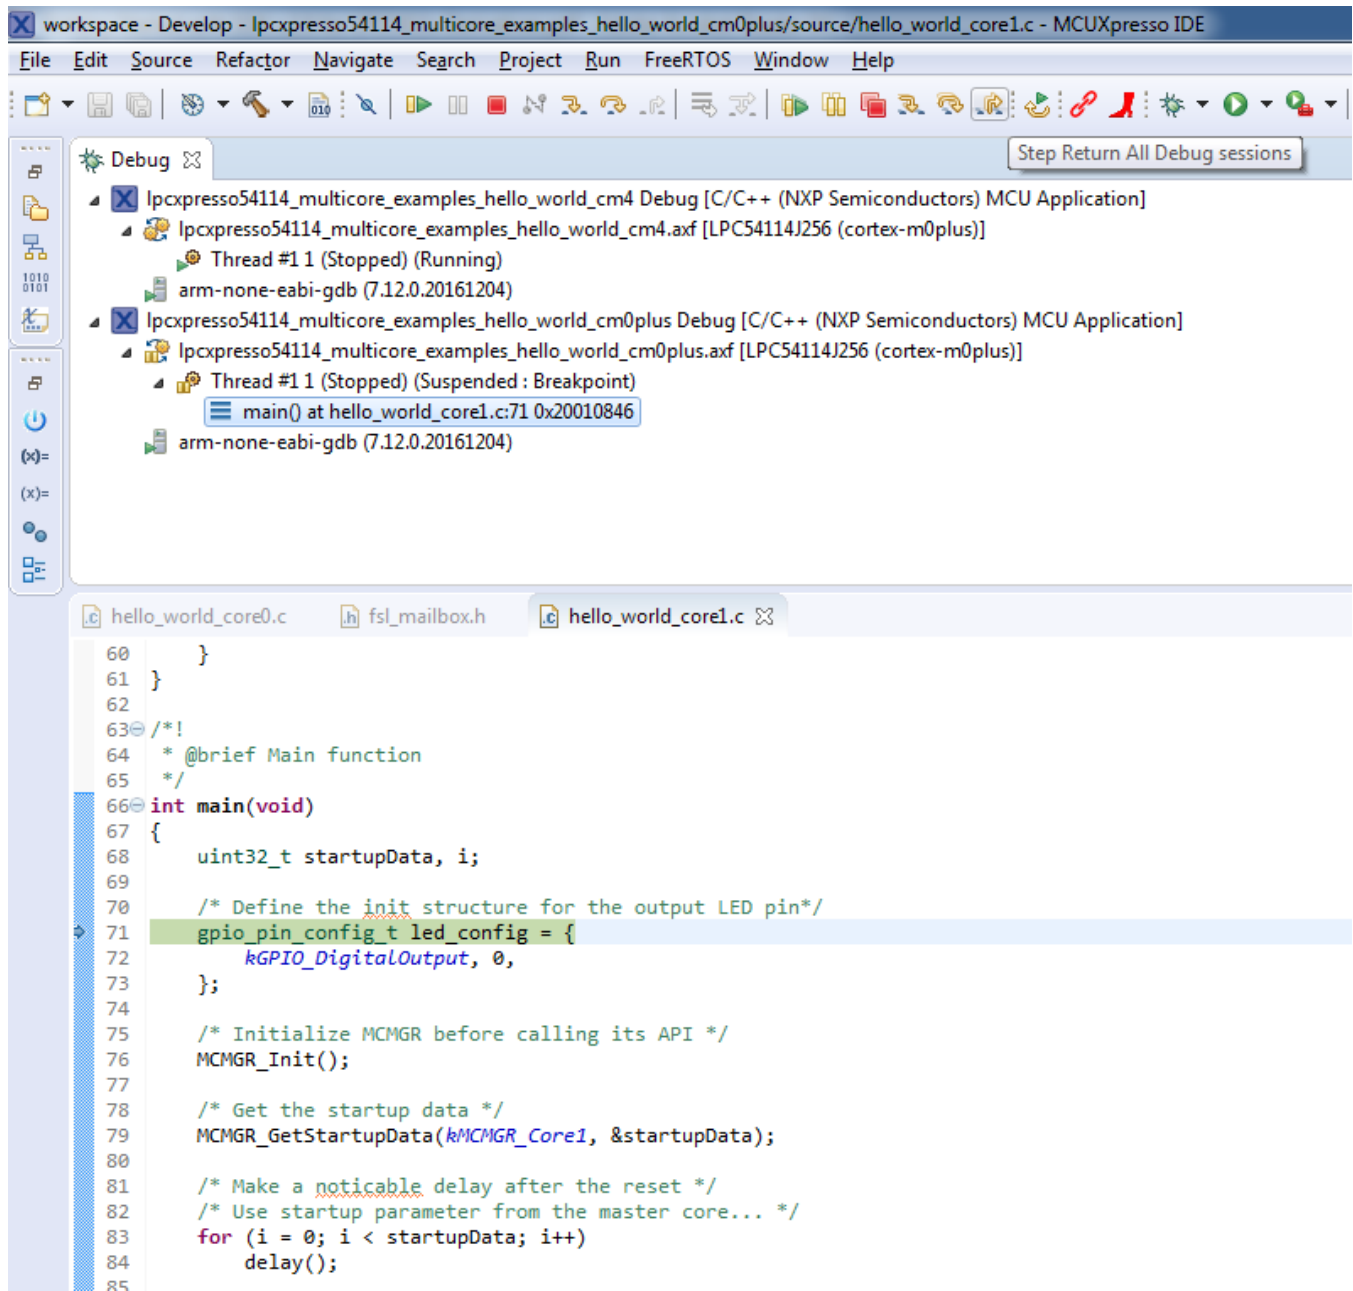 workspace - Develop - lpcxpresso54114_multicore_examples_hello_world_cm0plus/source/hello_world_core1.c - MCUXpresso IDE
File Edit Source Refactor Navigate Search Project Run FreeRTOS Window Help
010
Debug
Step Return All Debug sessions
lpcxpresso54114_multicore_examples_hello_world_cm4 Debug [C/C++ (NXP Semiconductors) MCU Application]
lpcxpresso54114_multicore_examples_hello_world_cm4.axf [LPC54114J256 (cortex-m0plus)]
Thread #1 1 (Stopped) (Running)
1010
0101
arm-none-eabi-gdb (7.12.0.20161204)
lpcxpresso54114_multicore_examples_hello_world_cm0plus Debug [C/C++ (NXP Semiconductors) MCU Application]
lpcxpresso54114_multicore_examples_hello_world_cm0plus.axf [LPC54114J256 (cortex-m0plus)]
Thread #1 1 (Stopped) (Suspended : Breakpoint)
main() at hello_world_core1.c:71 0x20010846
arm-none-eabi-gdb (7.12.0.20161204)
(x)=
(x)=
hello_world_core0.c fsl_mailbox.h hello_world_core1.c
60 }
61 }
62
63 /*!
64 * @brief Main function
65 */
66 int main(void)
67 {
68 uint32_t startupData, i;
69
70 /* Define the init structure for the output LED pin*/
71 gpio_pin_config_t led_config = {
72 kGPIO_DigitalOutput, 0,
73 };
74
75 /* Initialize MCMGR before calling its API */
76 MCMGR_Init();
77
78 /* Get the startup data */
79 MCMGR_GetStartupData(kMCMGR_Core1, &startupData);
80
81 /* Make a noticable delay after the reset */
82 /* Use startup parameter from the master core... */
83 for (i = 0; i < startupData; i++)
84 delay();
85